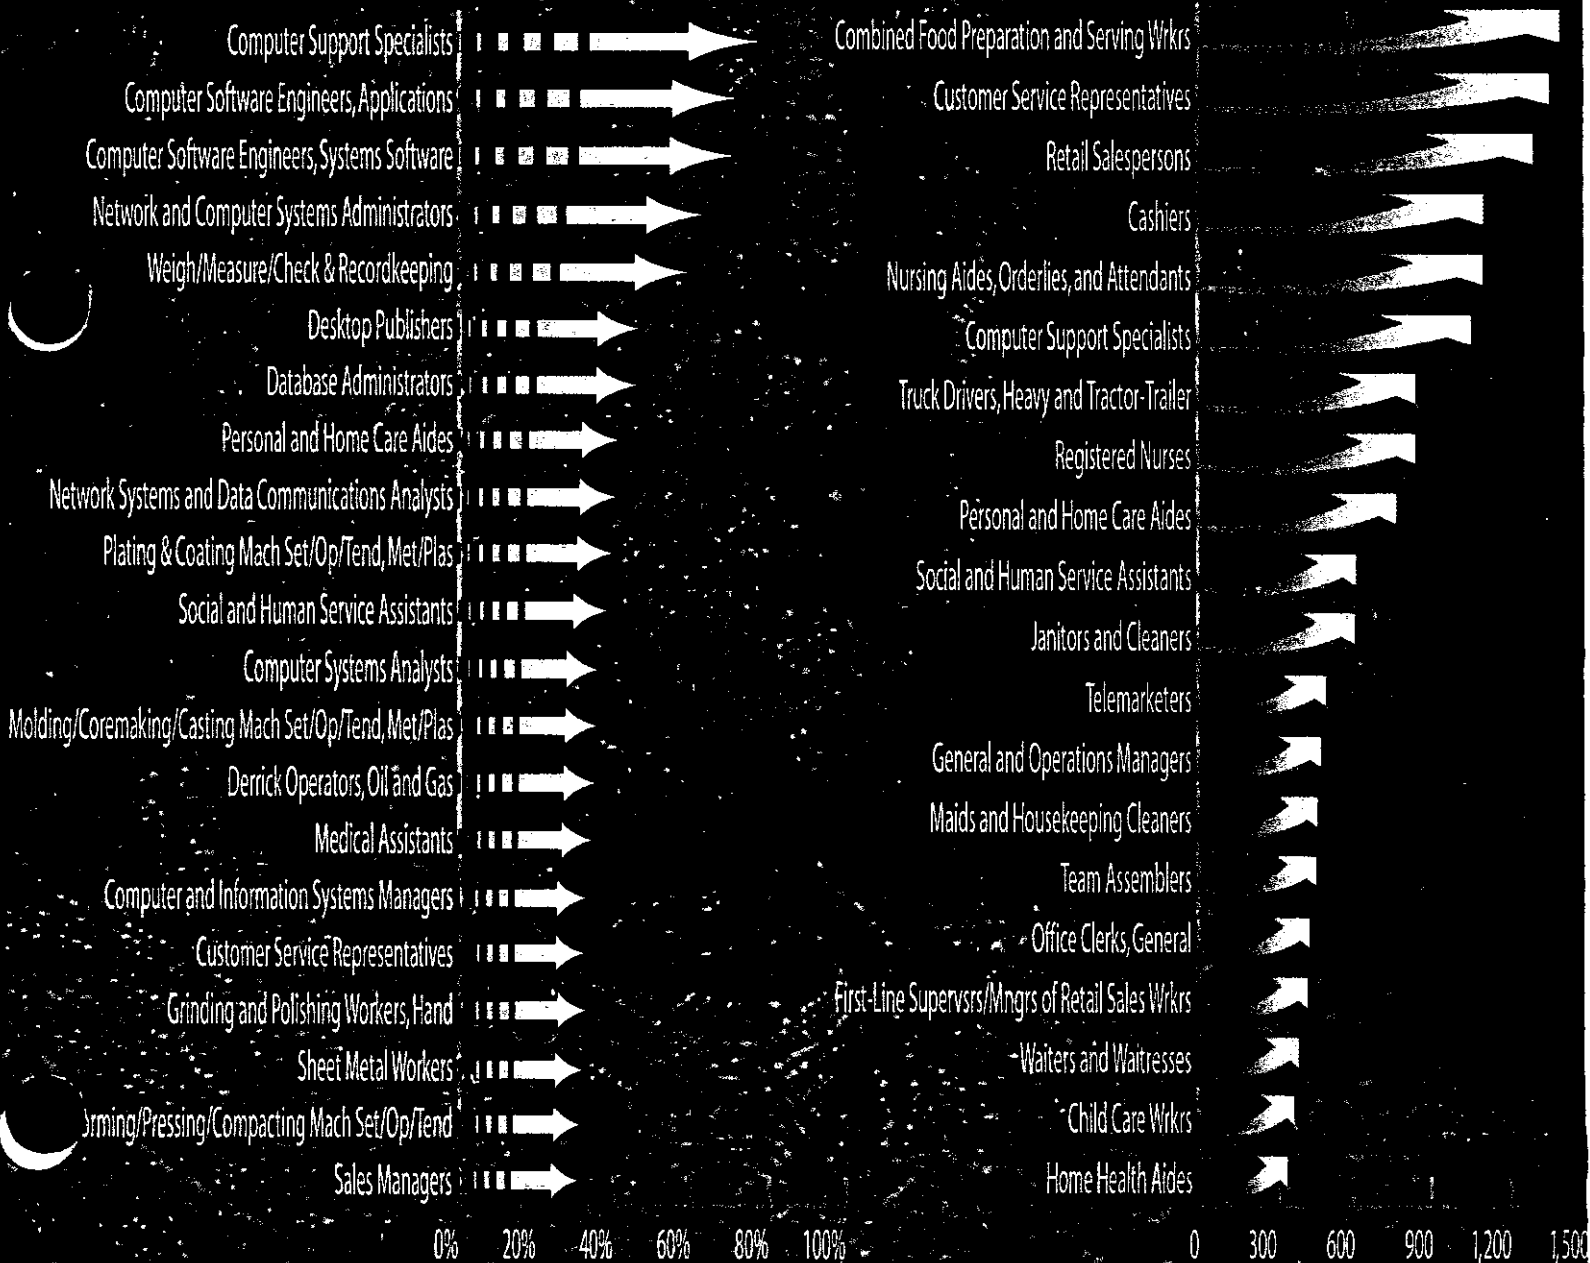 Computer Support Specialists
Computer Software Engineers, Applications
Computer Software Engineers, Systems Software
Network and Computer Systems Administrators
Weigh/Measure/Check & Recordkeeping
Desktop Publishers
Database Administrators
Personal and Home Care Aides
Network Systems and Data Communications Analysts
Plating & Coating Mach Set/Op/Tend, Met/Plas
Social and Human Service Assistants
Computer Systems Analysts
Molding/Coremaking/Casting Mach Set/Op/Tend, Met/Plas
Derrick Operators, Oil and Gas
Medical Assistants
Computer and Information Systems Managers
Customer Service Representatives
Grinding and Polishing Workers, Hand
Sheet Metal Workers
orming/Pressing/Compacting Mach Set/Op/Tend
Sales Managers
0% 20% 40% 60% 80% 100%
Combined Food Preparation and Serving Wrkrs
Customer Service Representatives
Retail Salespersons
Cashiers
Nursing Aides, Orderlies, and Attendants
Computer Support Specialists
Truck Drivers, Heavy and Tractor-Trailer
Registered Nurses
Personal and Home Care Aides
Social and Human Service Assistants
Janitors and Cleaners
Telemarketers
General and Operations Managers
Maids and Housekeeping Cleaners
Team Assemblers
Office Clerks, General
First-Line Supervsrs/Mngrs of Retail Sales Wrkrs
Waiters and Waitresses
Child Care Wrkrs
Home Health Aides
0 300 600 900 1,200 1,500